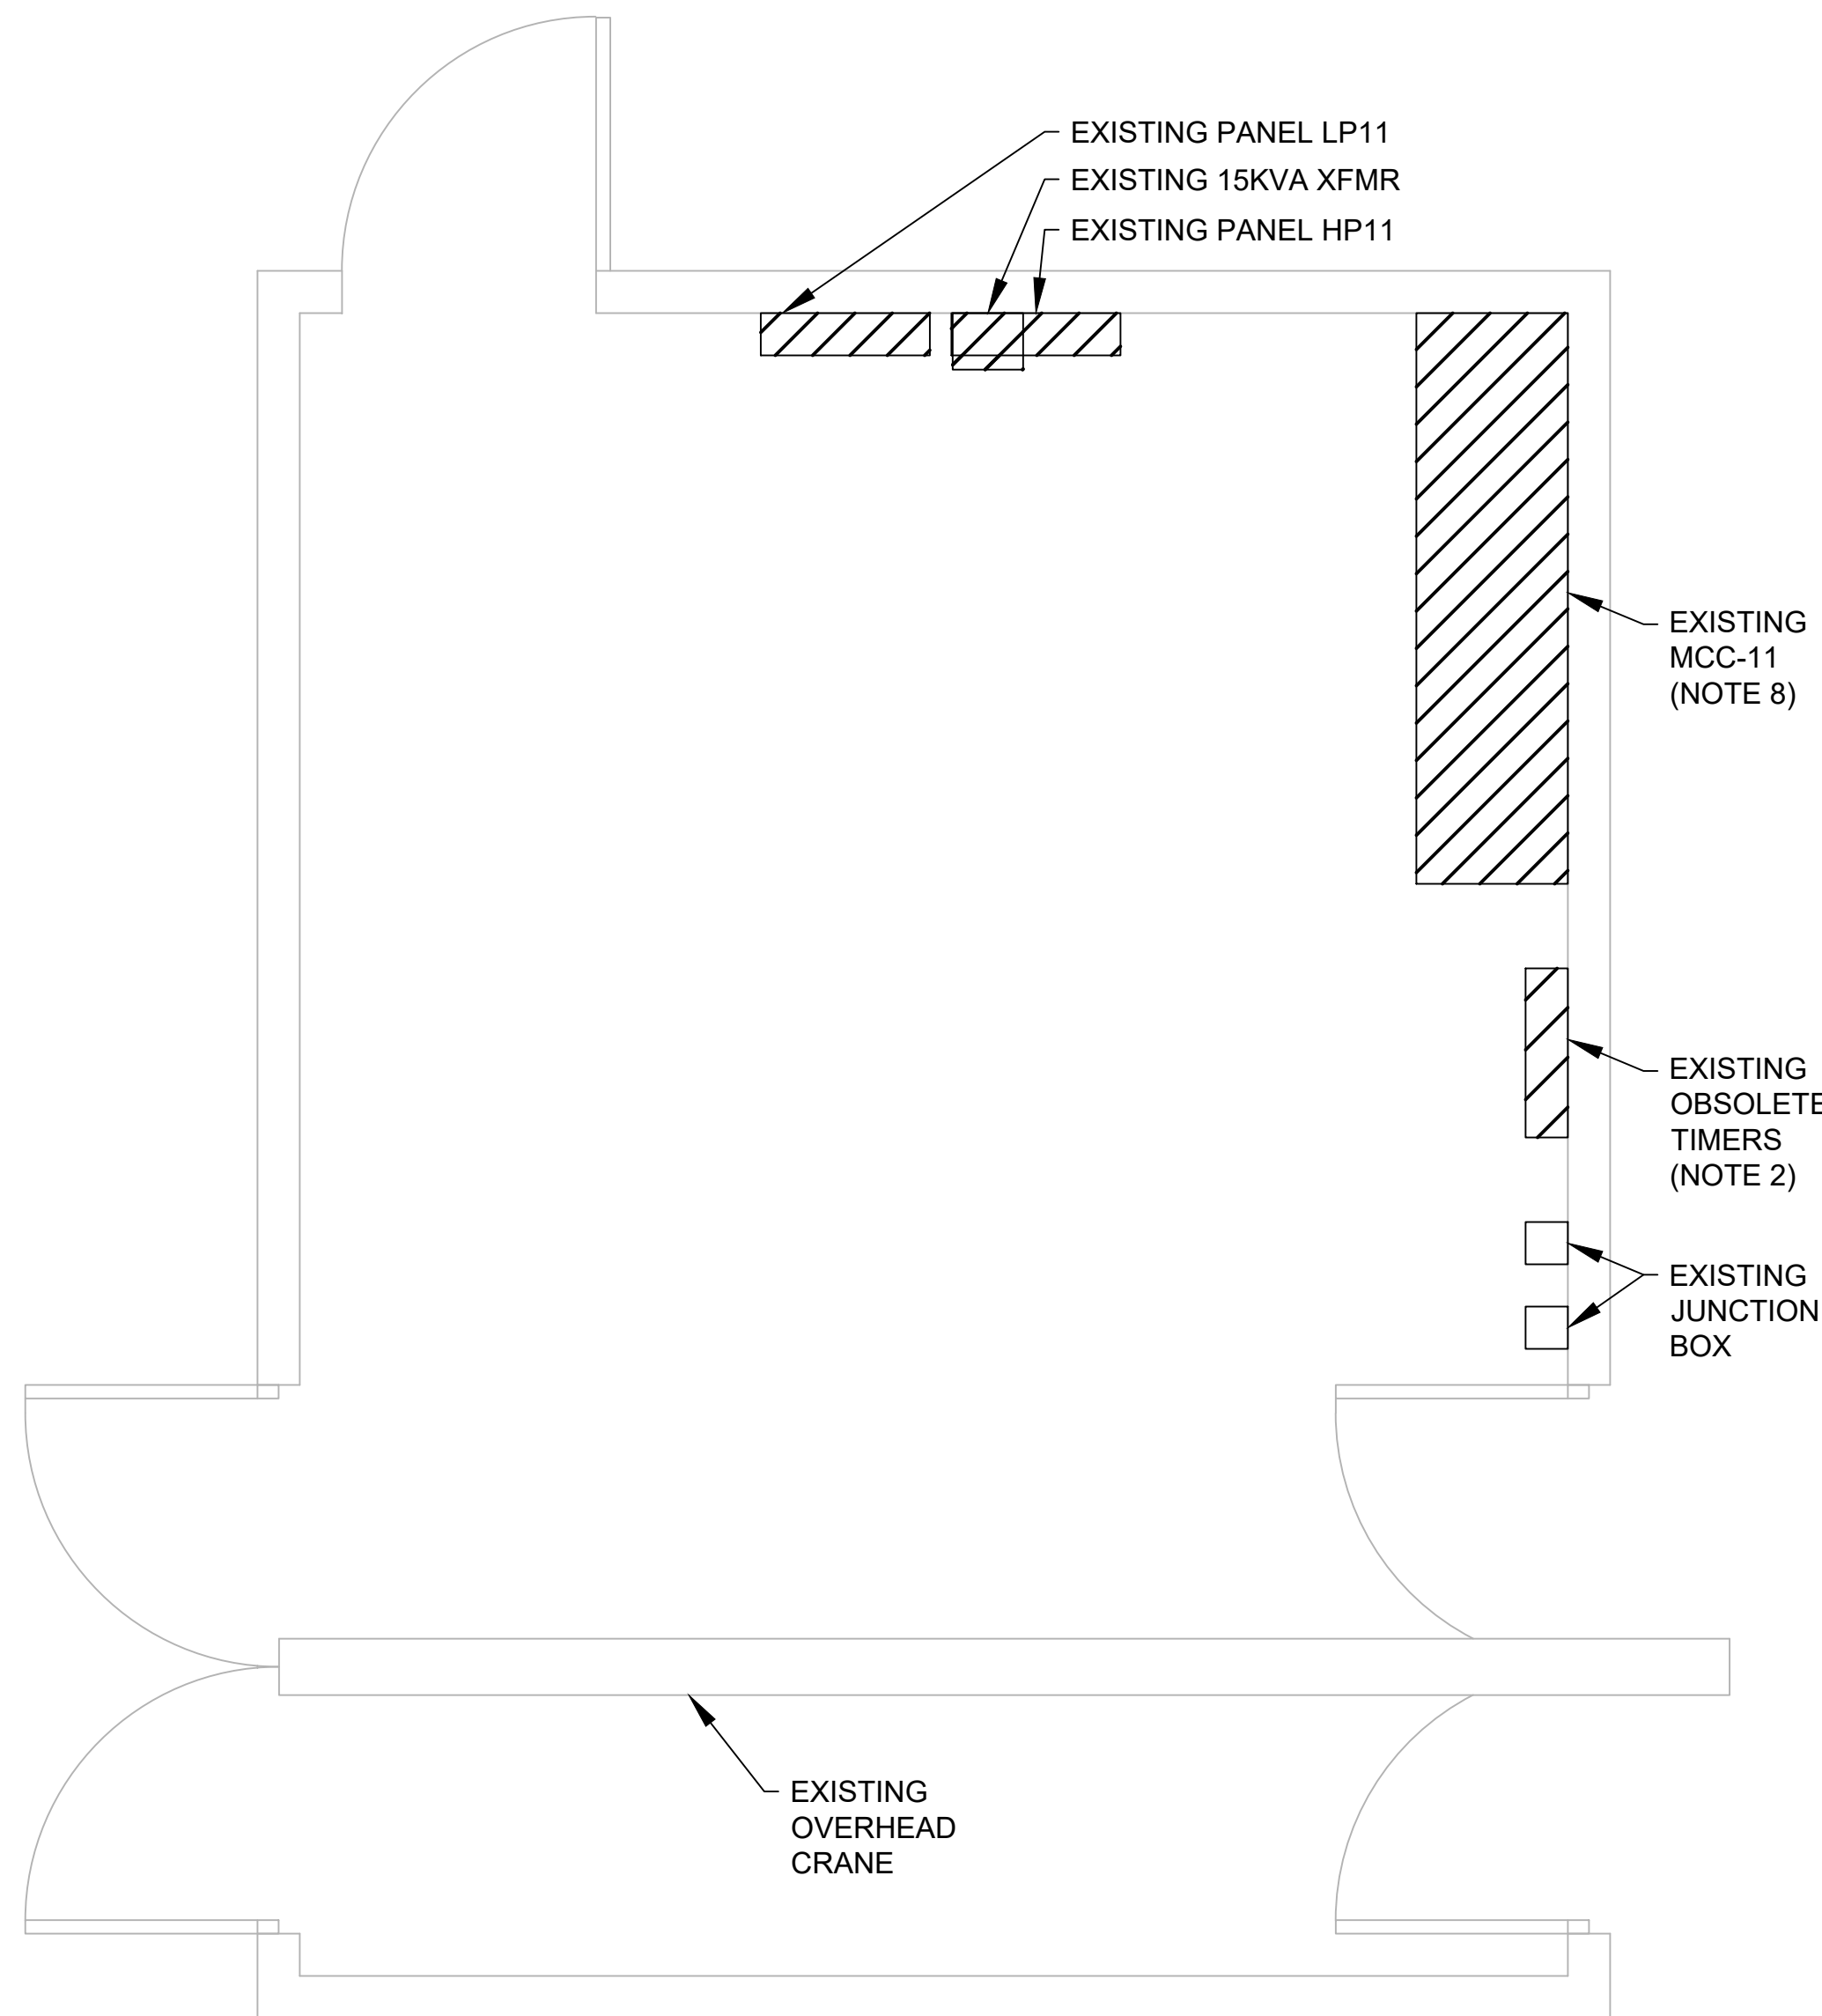 EXISTING PANEL LP11
EXISTING 15KVA XFMR
EXISTING PANEL HP11
EXISTING
MCC-11
(NOTE 8)
EXISTING
OBSOLETE
TIMERS
(NOTE 2)
EXISTING
JUNCTION
BOX
EXISTING
OVERHEAD
CRANE